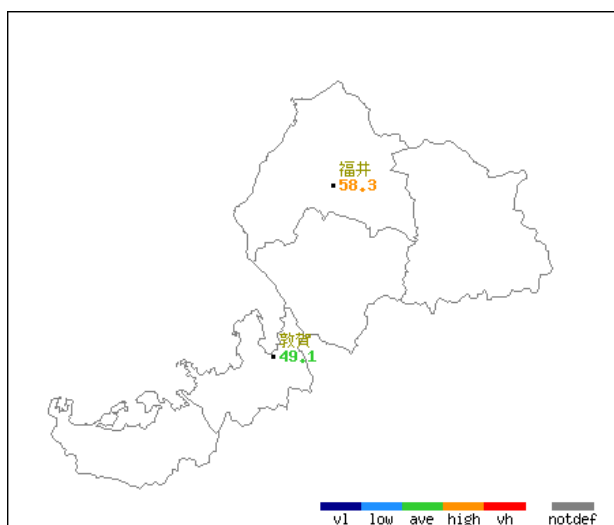 福井
58.3
敦賀
49.1
vl low ave high vh notdef